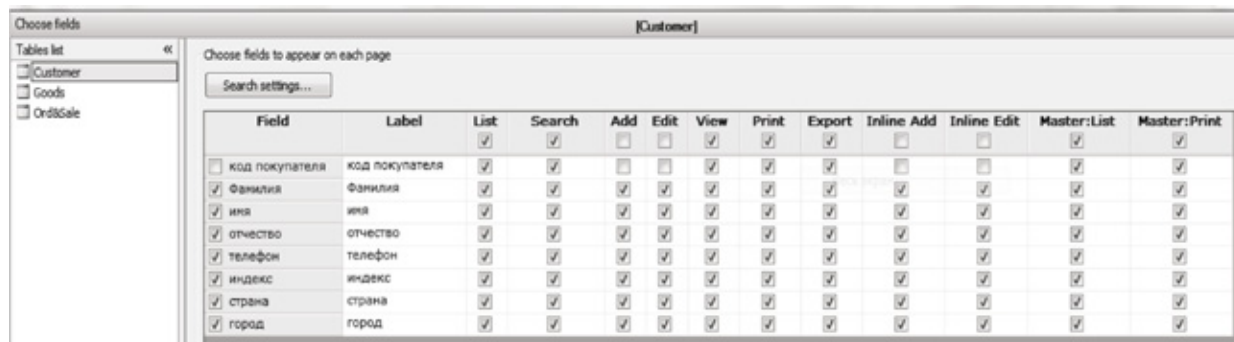 Choose fields
[Customer]
Tables list «
Customer
Goods
Ord&Sale
Choose fields to appear on each page
Search settings...
Field Label List Search Add Edit View Print Export Inline Add Inline Edit Master:List Master:Print
код покупателя код покупателя
Фамилия Фамилия
имя имя
отчество отчество
телефон телефон
индекс индекс
страна страна
город город